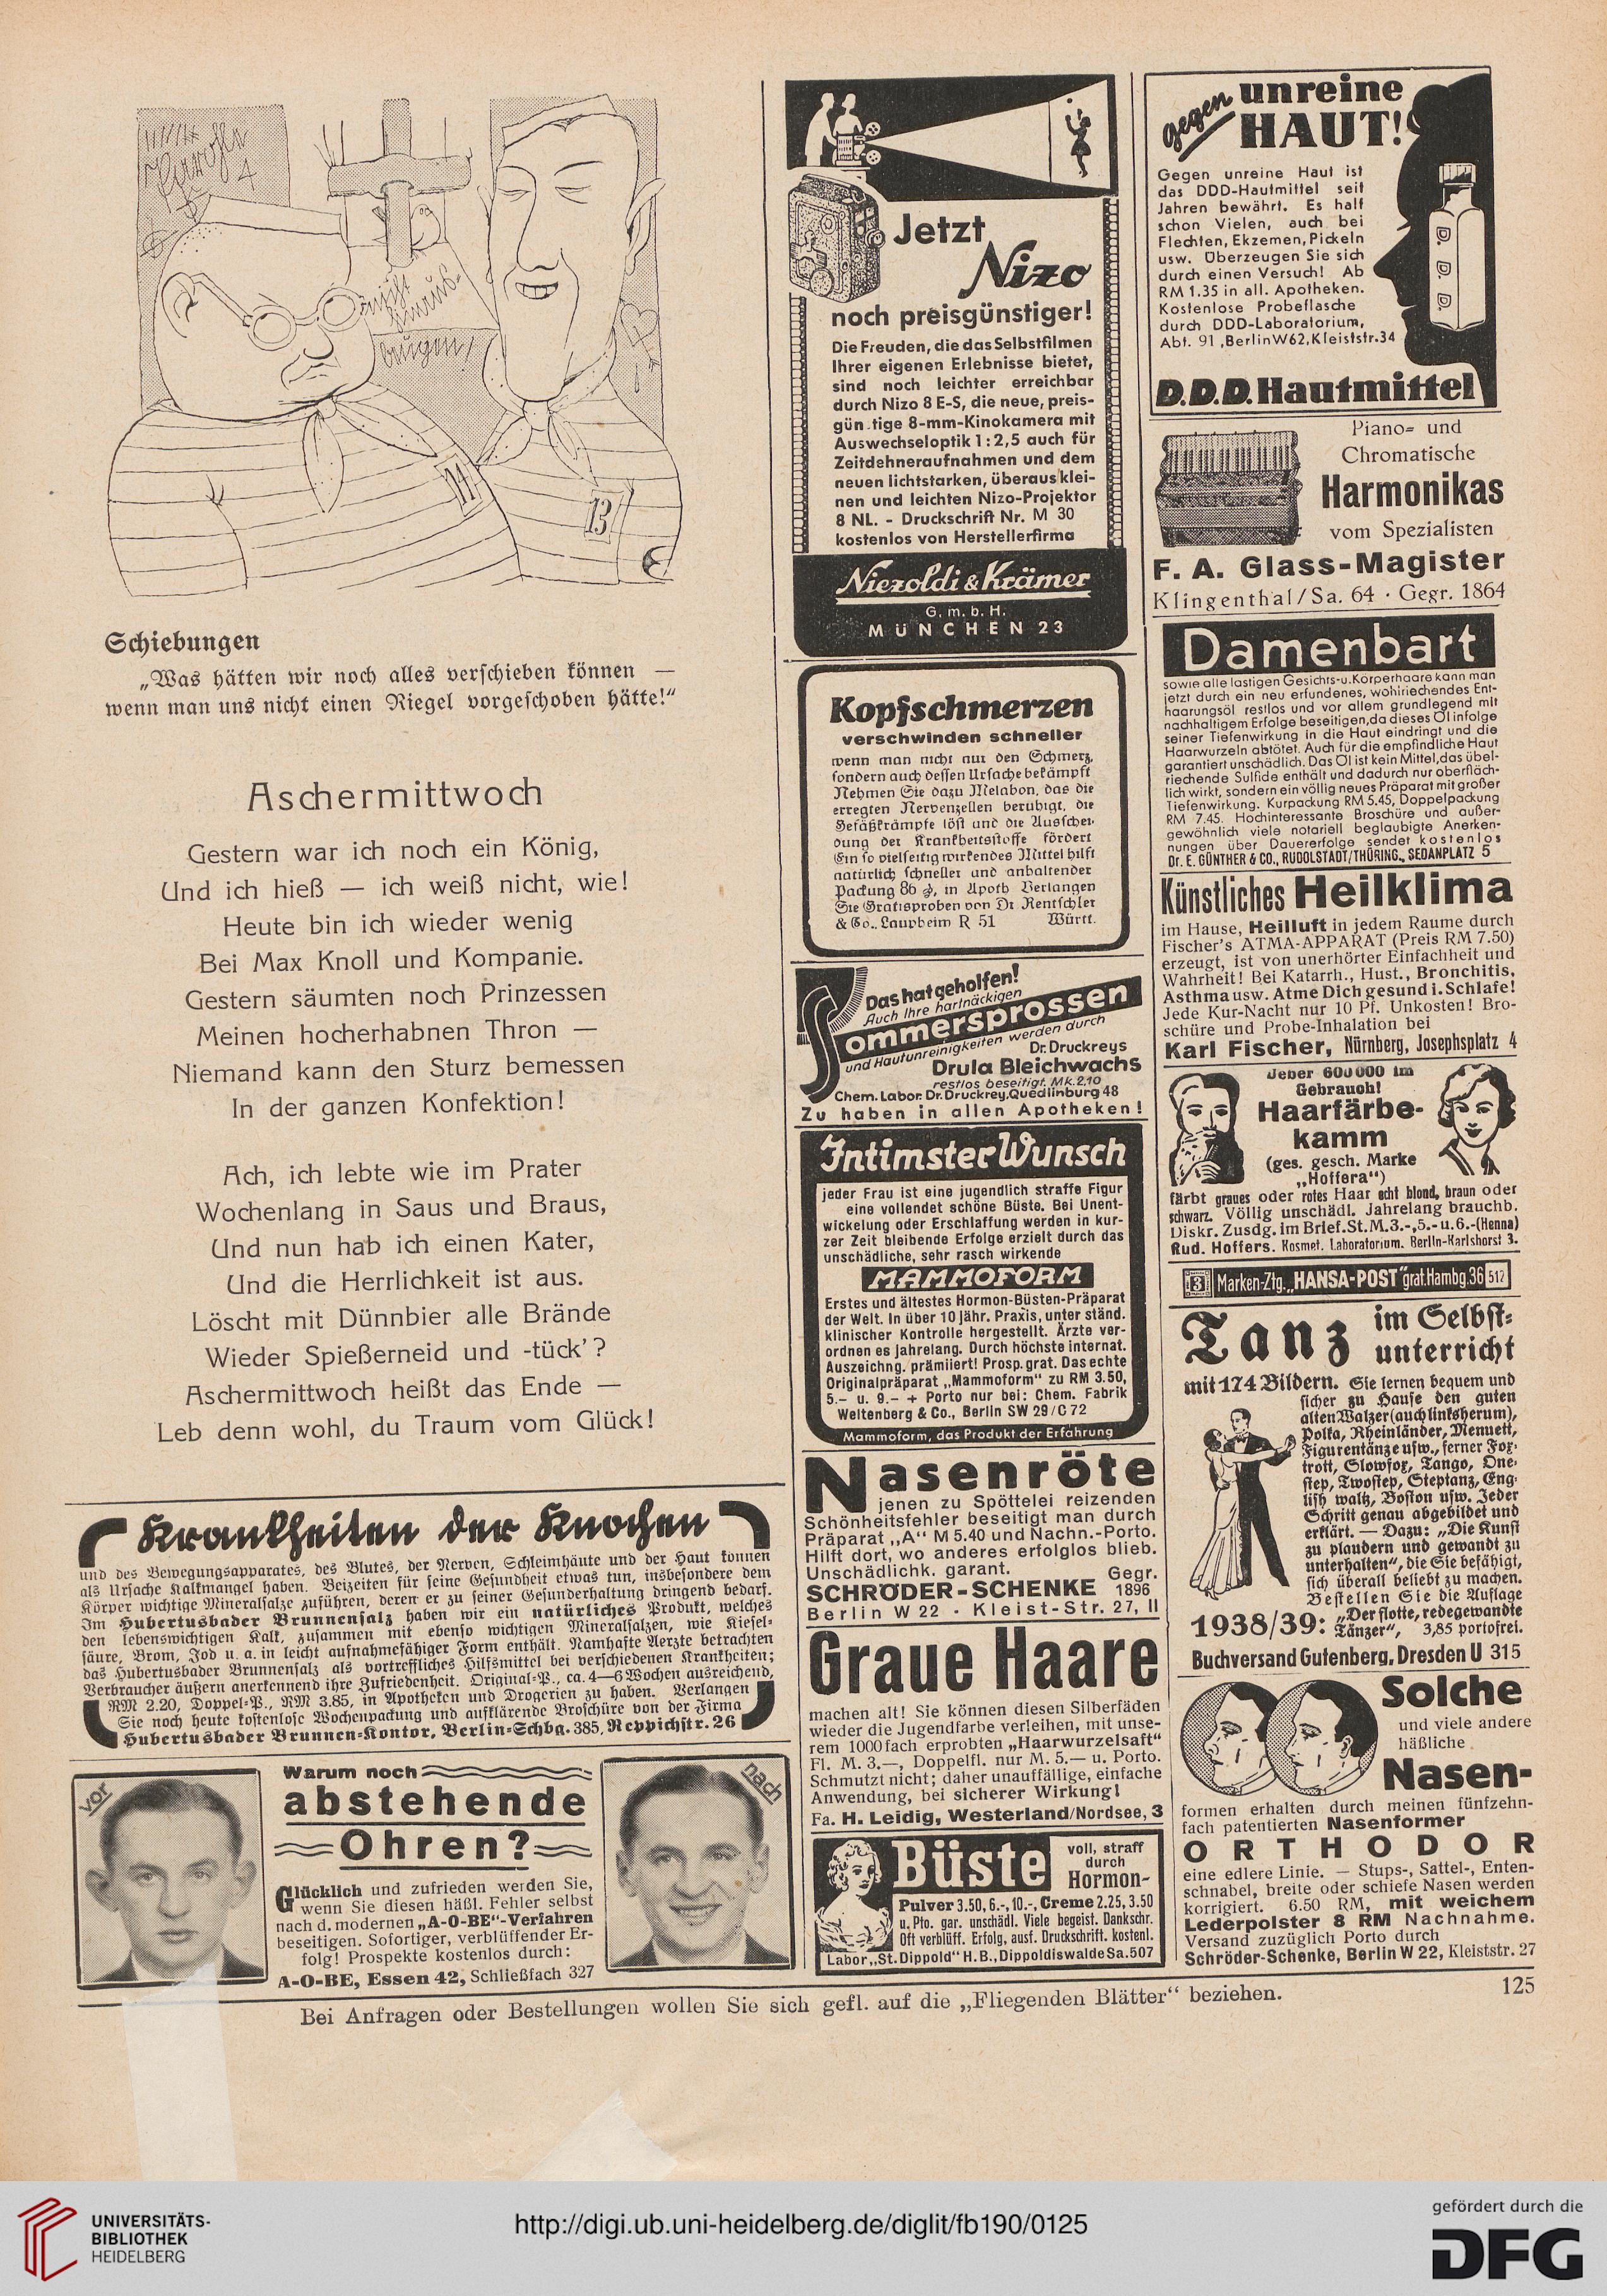 nicht
hinaus-
beugen!
11
13
Schiebungen
„Was hätten wir noch alles verschieben können —
wenn man uns nicht einen Riegel vorgeschoben hätte!“
Aschermittwoch
Gestern war ich noch ein König,
Und ich hieß — ich weiß nicht, wie!
Heute bin ich wieder wenig
Bei Max Knoll und Kompanie.
Gestern säumten noch Prinzessen
Meinen hocherhabnen Thron —
Niemand kann den Sturz bemessen
In der ganzen Konfektion!
Ach, ich lebte wie im Prater
Wochenlang in Saus und Braus,
Und nun hab ich einen Kater,
Und die Herrlichkeit ist aus.
Löscht mit Dünnbier alle Brände
Wieder Spießerneid und -tück’?
Aschermittwoch heißt das Ende —
Leb denn wohl, du Traum vom Glück!
Krankheiten der Knochen
und des Bewegungsapparates, des Blutes, der Nerven, Schleimhäute und der Haut können
als Ursache Kalkmangel haben. Beizeiten für seine Gesundheit etwas tun, insbesondere dem
Körper wichtige Mineralsalze zuführen, deren er zu seiner Gesunderhaltung dringend bedarf.
Im Hubertusbader Brunnensalz haben wir ein natürliches Produkt, welches
den lebenswichtigen Kalk, zusammen mit ebenso wichtigen Mineralsalzen, wie Kiesel-
säure, Brom, Jod u. a. in leicht aufnahmefähiger Form enthält. Namhafte Aerzte betrachten
das Hubertusbader Brunnensalz als vortreffliches Hilfsmittel bei verschiedenen Krankheiten;
Verbraucher äußern anerkennend ihre Zufriedenheit. Original-P., ca. 4—6 Wochen ausreichend,
RM 2.20, Doppel-P., RM 3.85, in Apotheken und Drogerien zu haben. Verlangen
Sie noch heute kostenlose Wochenpackung und aufklärende Broschüre von der Firma
Hubertusbader Brunnen-Kontor, Berlin-Schbg. 385, Reppichstr. 26
vor
Warum noch
abstehende
Ohren?
Glücklich und zufrieden werden Sie,
wenn Sie diesen häßl. Fehler selbst
nach d. modernen „A-O-BE“-Verfahren
beseitigen. Sofortiger, verblüffender Er-
folg! Prospekte kostenlos durch:
A-O-BE, Essen 42, Schließfach 327
nach
Jetzt
Nizo
noch preisgünstiger!
Die Freuden, die das Selbstfilmen
Ihrer eigenen Erlebnisse bietet,
sind noch leichter erreichbar
durch Nizo 8 E-S, die neue, preis-
günstige 8-mm-Kinokamera mit
Auswechseloptik 1:2,5 auch für
Zeitdehneraufnahmen und dem
neuen lichtstarken, überaus klei-
nen und leichten Nizo-Projektor
8 NL. - Druckschrift Nr. M 30
kostenlos von Herstellerfirma
Niezoldi & Krämer
G. m. b. H.
MÜNCHEN 23
Kopfschmerzen
verschwinden schneller
wenn man nicht nur den Schmerz,
sondern auch dessen Ursache bekämpft
Nehmen Sie dazu Melabon, das die
erregten Nervenzellen beruhigt, die
Gefäßkrämpfe löst und die Ausschei-
dung der Krankheitsstoffe fördert
Ein so vielseitig wirkendes Mittel hilft
natürlich schneller und anhaltender
Packung 86 ₰, in Apoth Verlangen
Sie Gratisproben von Dr Rentschler
& Co., Laupheim R 51 Württ.
Das hat geholfen!
Auch Ihre hartnäckigen
Sommersprossen
und Hautunreinigkeiten werden durch
Dr. Druckreys
Drula Bleichwachs
restlos beseitigt. Mk. 2.10
Chem. Labor. Dr. Druckrey, Quedlinburg 48
Zu haben in allen Apotheken!
Intimster Wunsch
jeder Frau ist eine jugendlich straffe Figur
eine vollendet schöne Büste. Bei Unent-
wickelung oder Erschlaffung werden in kur-
zer Zeit bleibende Erfolge erzielt durch das
unschädliche, sehr rasch wirkende
MAMMOFORM
Erstes und ältestes Hormon-Büsten-Präparat
der Welt. In über 10 jähr. Praxis, unter ständ.
klinischer Kontrolle hergestellt. Ärzte ver-
ordnen es jahrelang. Durch höchste internat.
Auszeichng. prämiiert! Prosp. grat. Das echte
Originalpräparat „Mammoform“ zu RM 3.50,
5.- u. 9.- + Porto nur bei: Chem. Fabrik
Weltenberg & Co., Berlin SW 29/C 72
Mammoform, das Produkt der Erfahrung
Nasenröte
jenen zu Spöttelei reizenden
Schönheitsfehler beseitigt man durch
Präparat „A“ M 5.40 und Nachn.-Porto.
Hilft dort, wo anderes erfolglos blieb.
Unschädlichk. garant. Gegr.
SCHRÖDER-SCHENKE 1896
Berlin W 22 · Kleist-Str. 27, II
Graue Haare
machen alt! Sie können diesen Silberfäden
wieder die Jugendfarbe verleihen, mit unse-
rem 1000fach erprobten „Haarwurzelsaft“
Fl. M. 3.—, Doppelfl. nur M. 5.— u. Porto.
Schmutzt nicht; daher unauffällige, einfache
Anwendung, bei sicherer Wirkung!
Fa. H. Leidig, Westerland/Nordsee, 3
Büste
voll, straff
durch
Hormon-
Pulver 3.50, 6.-, 10.-, Creme 2.25, 3.50
u. Pto. gar. unschädl. Viele begeist. Dankschr.
Oft verblüff. Erfolg, ausf. Druckschrift. kostenl.
Labor „St. Dippold“ H. B., Dippoldiswalde Sa. 507
gegen unreine
HAUT!
Gegen unreine Haut ist
das DDD-Hautmittel seit
Jahren bewährt. Es half
schon Vielen, auch bei
Flechten, Ekzemen, Pickeln
usw. Überzeugen Sie sich
durch einen Versuch! Ab
RM 1.35 in all. Apotheken.
Kostenlose Probeflasche
durch DDD-Laboratorium,
Abt. 91, Berlin W62, Kleiststr. 34
D.
D.
D.
D.D.D. Hautmittel
Piano- und
Chromatische
Harmonikas
vom Spezialisten
F. A. Glass-Magister
Klingenthal/Sa. 64 · Gegr. 1864
Damenbart
sowie alle lästigen Gesichts-u. Körperhaare kann man
jetzt durch ein neu erfundenes, wohlriechendes Ent-
haarungsöl restlos und vor allem grundlegend mit
nachhaltigem Erfolge beseitigen, da dieses Öl infolge
seiner Tiefenwirkung in die Haut eindringt und die
Haarwurzeln abtötet. Auch für die empfindliche Haut
garantiert unschädlich. Das Öl ist kein Mittel, das übel-
riechende Sulfide enthält und dadurch nur oberfläch-
lich wirkt, sondern ein völlig neues Präparat mit großer
Tiefenwirkung. Kurpackung RM 5.45, Doppelpackung
RM 7.45. Hochinteressante Broschüre und außer-
gewöhnlich viele notariell beglaubigte Anerken-
nungen über Dauererfolge sendet kostenlos
Dr. E. GÜNTHER & CO., RUDOLSTADT/THÜRING., SEDANPLATZ 5
Künstliches Heilklima
im Hause, Heilluft in jedem Raume durch
Fischer's ATMA-APPARAT (Preis RM 7.50)
erzeugt, ist von unerhörter Einfachheit und
Wahrheit! Bei Katarrh., Hust., Bronchitis,
Asthma usw. Atme Dich gesund i. Schlafe!
Jede Kur-Nacht nur 10 Pf. Unkosten! Bro-
schüre und Probe-Inhalation bei
Karl Fischer, Nürnberg, Josephsplatz 4
Ueber 600000 im
Gebrauch!
Haarfärbe-
kamm
(ges. gesch. Marke
„Hoffera“)
färbt graues oder rotes Haar echt blond, braun oder
schwarz. Völlig unschädl. Jahrelang brauchb.
Diskr. Zusdg. im Brief. St. M. 3.-, 5.- u. 6.- (Henna)
Rud. Hoffers, Kosmet. Laboratorium, Berlin-Karlshorst 3.
3 Marken-Ztg. „HANSA-POST“ grat. Hambg. 36 512
Tanz im Selbst-
unterricht
mit 174 Bildern. Sie lernen bequem und
sicher zu Hause den guten
alten Walzer (auch linksherum),
Polka, Rheinländer, Menuett,
Figurentänze usw., ferner Fox-
trott, Slowfox, Tango, One-
step, Twostep, Steptanz, Eng-
lish waltz, Boston usw. Jeder
Schritt genau abgebildet und
erklärt. — Dazu: „Die Kunst
zu plaudern und gewandt zu
unterhalten“, die Sie befähigt,
sich überall beliebt zu machen.
Bestellen Sie die Auflage
1938/39: „Der flotte, redegewandte
Tänzer“, 3,85 portofrei.
Buchversand Gutenberg, Dresden U 315
Solche
und viele andere
häßliche
Nasen-
formen erhalten durch meinen fünfzehn-
fach patentierten Nasenformer
ORTHODOR
eine edlere Linie. — Stups-, Sattel-, Enten-
schnabel, breite oder schiefe Nasen werden
korrigiert. 6.50 RM, mit weichem
Lederpolster 8 RM Nachnahme.
Versand zuzüglich Porto durch
Schröder-Schenke, Berlin W 22, Kleiststr. 27
Bei Anfragen oder Bestellungen wollen Sie sich gefl. auf die „Fliegenden Blätter“ beziehen.
125
UNIVERSITÄTS-
BIBLIOTHEK
HEIDELBERG
http://digi.ub.uni-heidelberg.de/diglit/fb190/0125
gefördert durch die
DFG